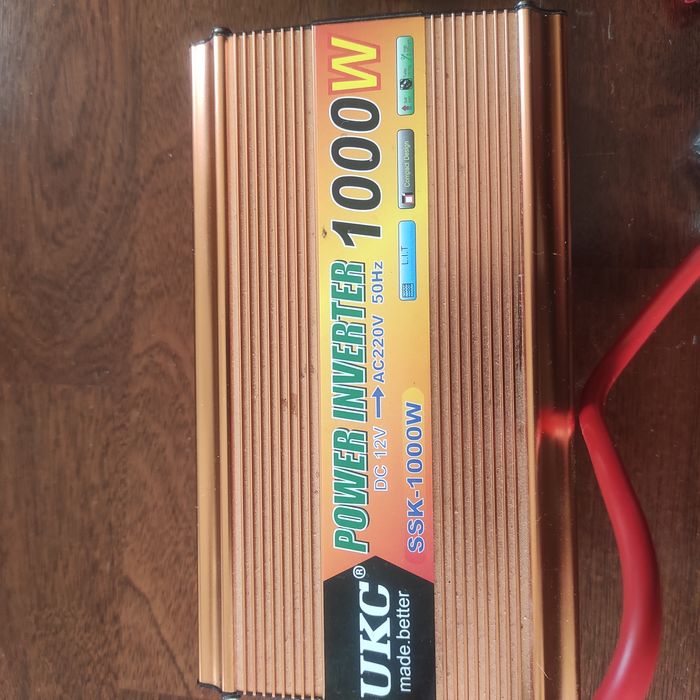 UKC®
made.better
POWER INVERTER 1000W
DC 12V → AC220V 50Hz
SSK-1000W
L.I.T
Compact Design